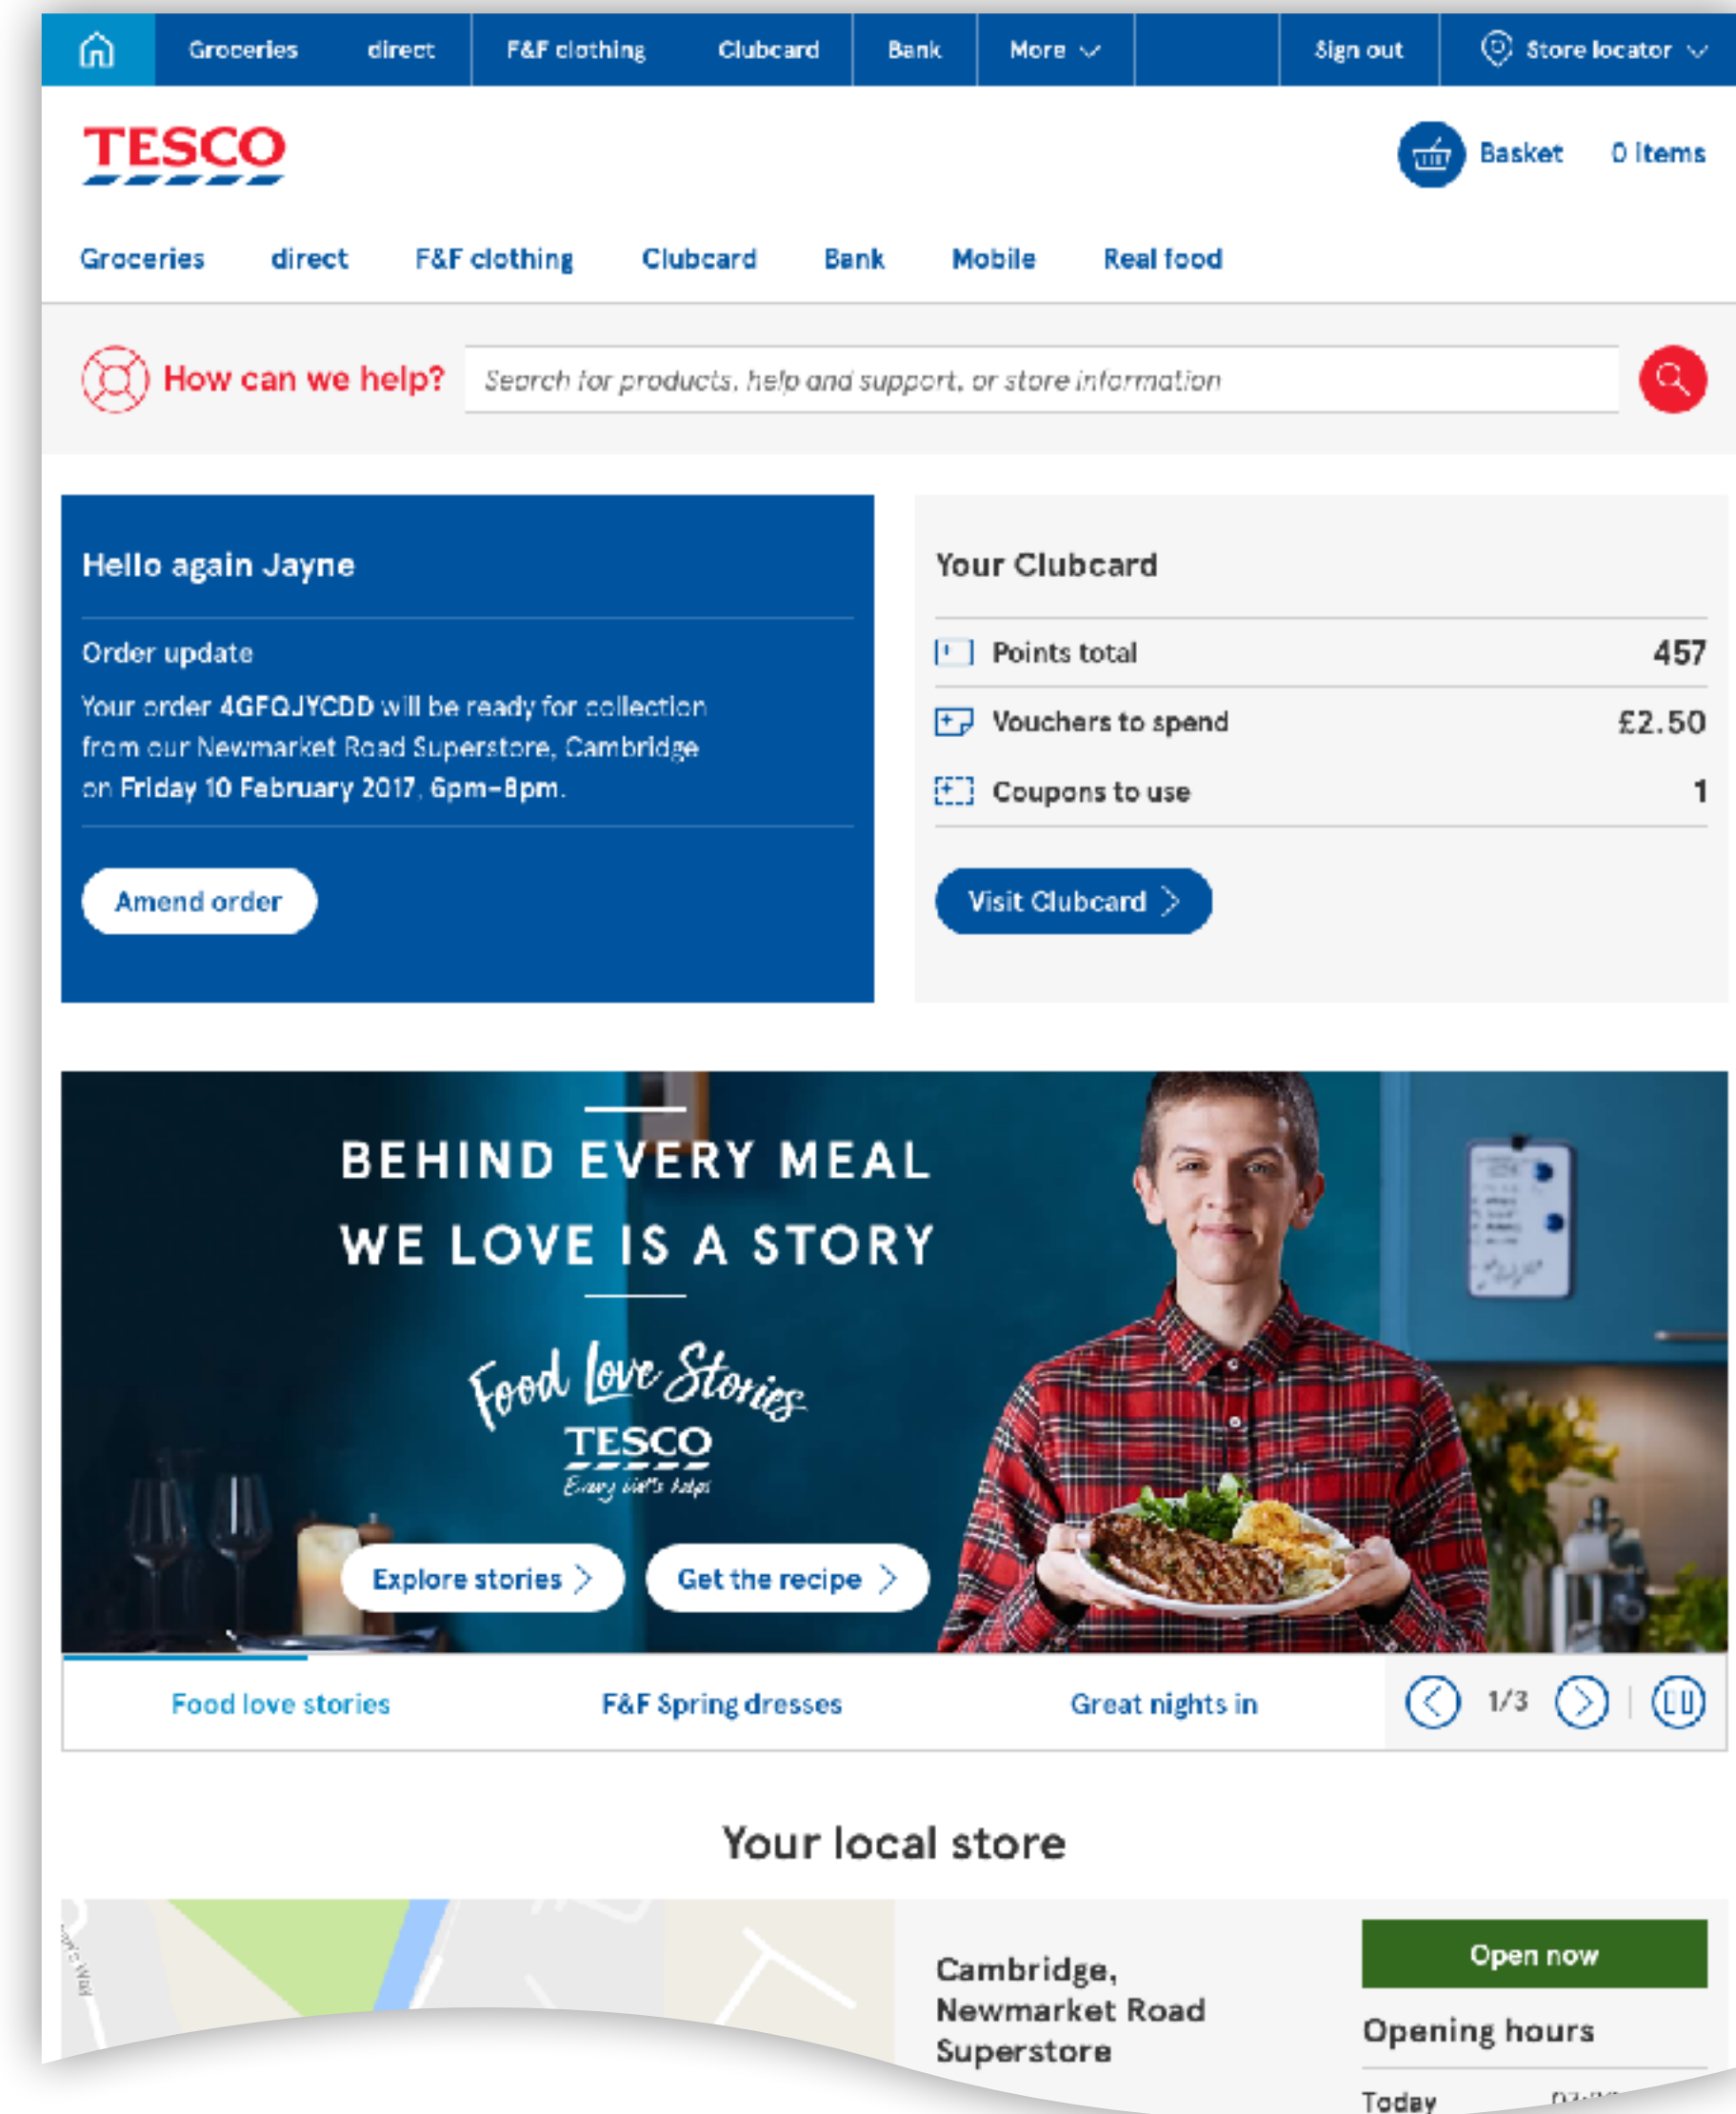 Groceries direct F&F clothing Clubcard Bank More Sign out Store locator
TESCO
Basket 0 items
Groceries direct F&F clothing Clubcard Bank Mobile Real food
How can we help? Search for products, help and support, or store information
Hello again Jayne
Order update
Your order 4GFQJYCDD will be ready for collection
from our Newmarket Road Superstore, Cambridge
on Friday 10 February 2017, 6pm–8pm.
Amend order
Your Clubcard
Points total 457
Vouchers to spend £2.50
Coupons to use 1
Visit Clubcard
BEHIND EVERY MEAL
WE LOVE IS A STORY
Food Love Stories
TESCO
Every little helps
Explore stories Get the recipe
Food love stories F&F Spring dresses Great nights in 1/3
Your local store
Cambridge,
Newmarket Road
Superstore
Open now
Opening hours
Today